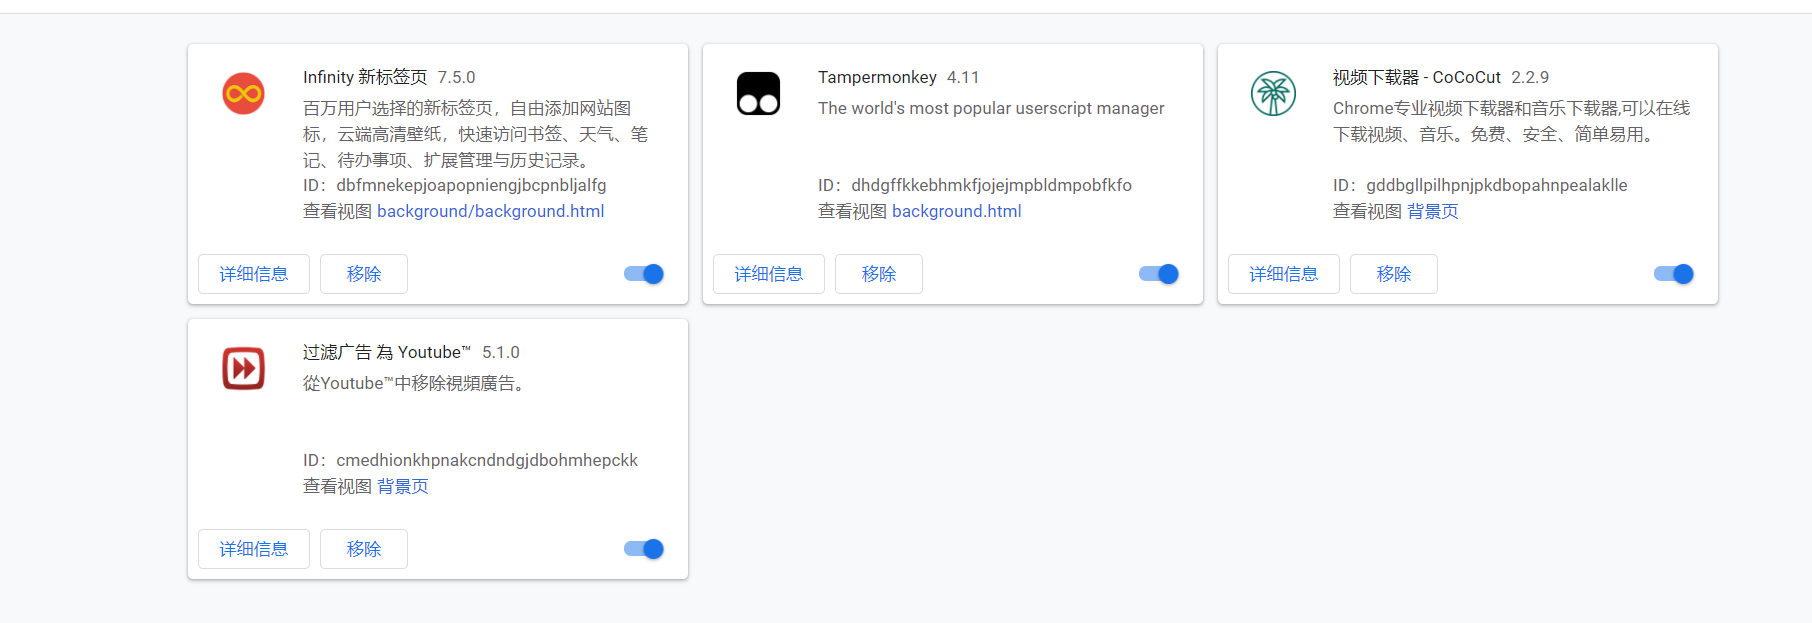 Infinity 新标签页 7.5.0
百万用户选择的新标签页，自由添加网站图
标，云端高清壁纸，快速访问书签、天气、笔
记、待办事项、扩展管理与历史记录。
ID：dbfmnekepjoapopniengjbcpnbljalfg
查看视图 background/background.html
详细信息 移除
Tampermonkey 4.11
The world's most popular userscript manager
ID：dhdgffkkebhmkfjojejmpbldmpobfkfo
查看视图 background.html
详细信息 移除
视频下载器 - CoCoCut 2.2.9
Chrome专业视频下载器和音乐下载器,可以在线
下载视频、音乐。免费、安全、简单易用。
ID：gddbgllpilhpnjpkdbopahnpealaklle
查看视图 背景页
详细信息 移除
过滤广告 為 Youtube™ 5.1.0
從Youtube™中移除視頻廣告。
ID：cmedhionkhpnakcndndgjdbohmhepckk
查看视图 背景页
详细信息 移除